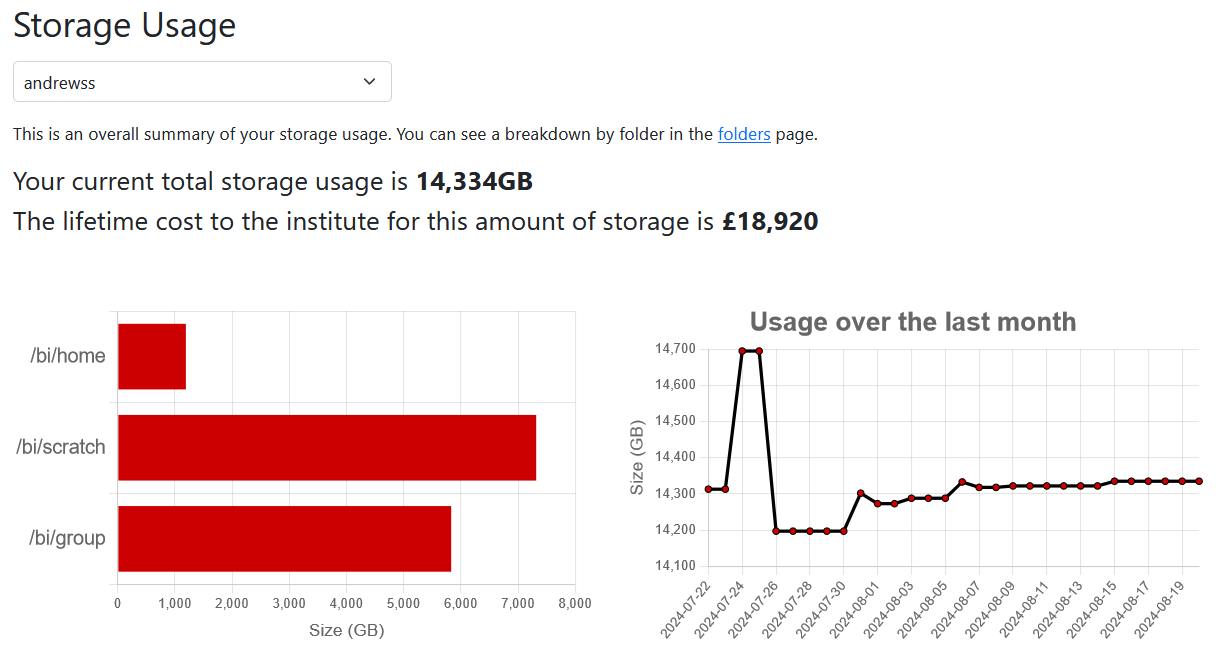 Storage Usage
andrewss
This is an overall summary of your storage usage. You can see a breakdown by folder in the folders page.
Your current total storage usage is 14,334GB
The lifetime cost to the institute for this amount of storage is £18,920
/bi/home
/bi/scratch
/bi/group
0 1,000 2,000 3,000 4,000 5,000 6,000 7,000 8,000
Size (GB)
Usage over the last month
14,700
14,600
14,500
14,400
14,300
14,200
14,100
Size (GB)
2024-07-22 2024-07-24 2024-07-26 2024-07-28 2024-07-30 2024-08-01 2024-08-03 2024-08-05 2024-08-07 2024-08-09 2024-08-11 2024-08-13 2024-08-15 2024-08-17 2024-08-19